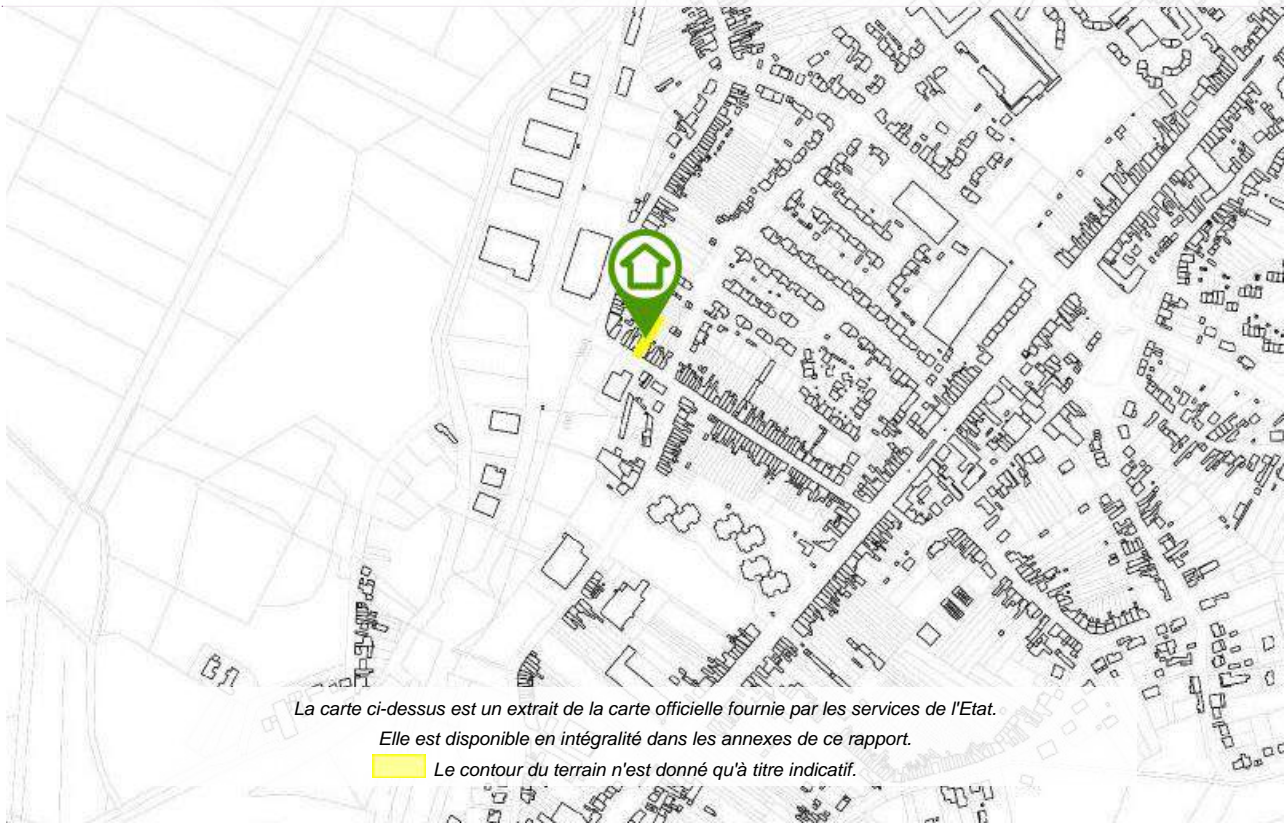 La carte ci-dessus est un extrait de la carte officielle fournie par les services de l'Etat.
Elle est disponible en intégralité dans les annexes de ce rapport.
Le contour du terrain n'est donné qu'à titre indicatif.